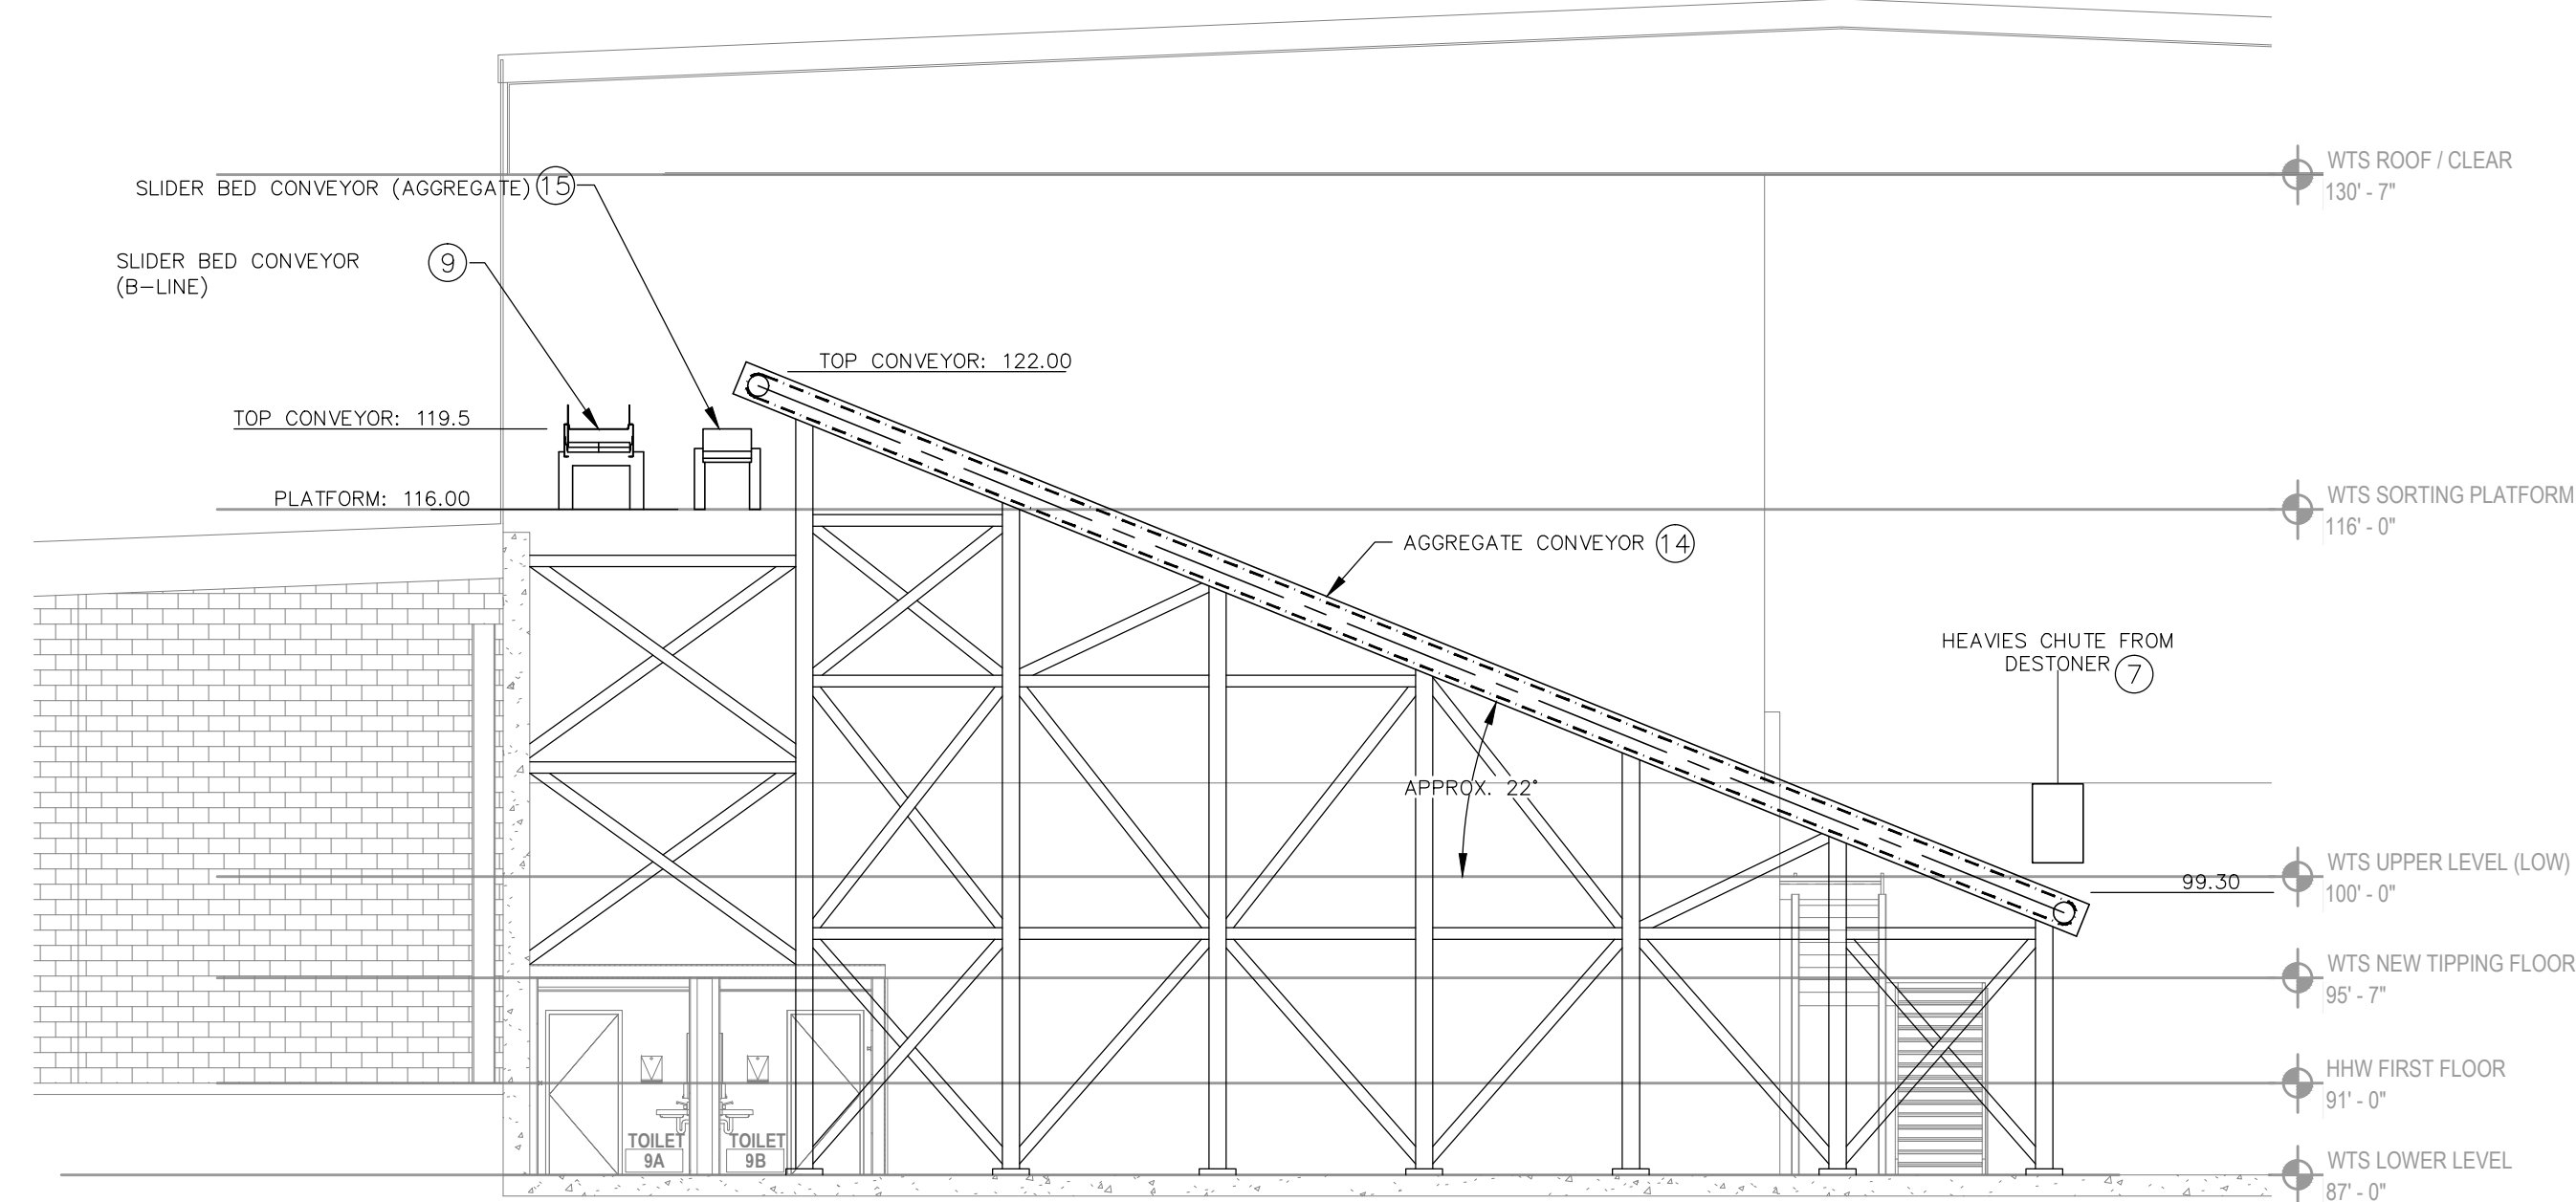 WTS ROOF / CLEAR
130' - 7"
SLIDER BED CONVEYOR (AGGREGATE) 15
SLIDER BED CONVEYOR 9
(B-LINE)
TOP CONVEYOR: 122.00
TOP CONVEYOR: 119.5
PLATFORM: 116.00
WTS SORTING PLATFORM
116' - 0"
AGGREGATE CONVEYOR 14
HEAVIES CHUTE FROM
DESTONER 7
APPROX. 22°
99.30
WTS UPPER LEVEL (LOW)
100' - 0"
WTS NEW TIPPING FLOOR
95' - 7"
HHW FIRST FLOOR
91' - 0"
TOILET
9A
TOILET
9B
WTS LOWER LEVEL
87' - 0"